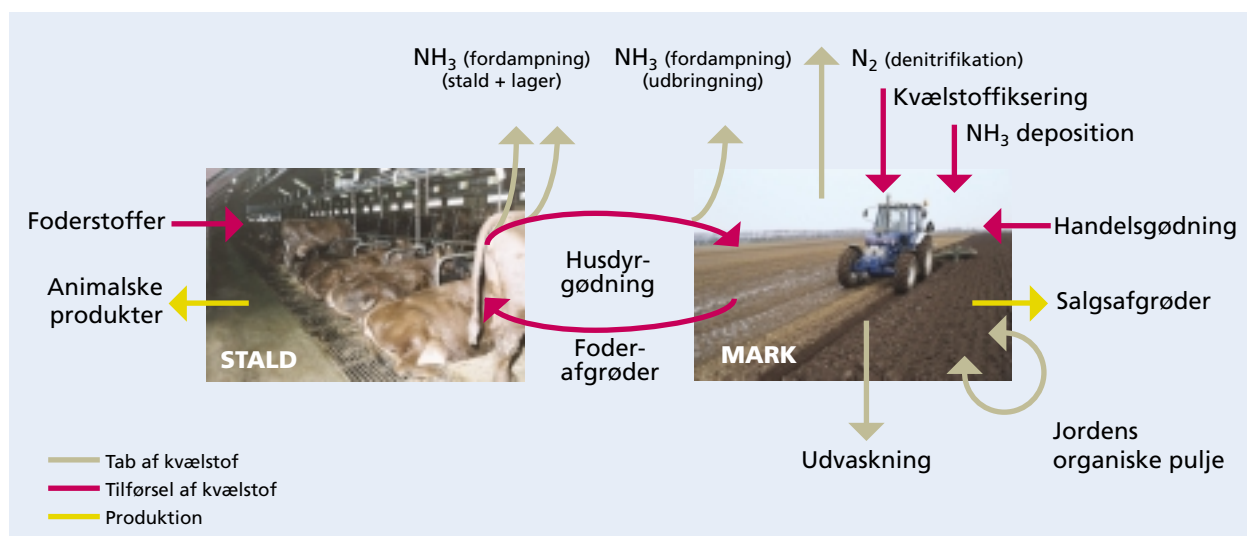 NH3 (fordampning)
(stald + lager)
NH3 (fordampning)
(udbringning)
N2 (denitrifikation)
Kvælstoffiksering
NH3 deposition
Foderstoffer
Animalske
produkter
STALD
Husdyr-
gødning
Foder-
afgrøder
MARK
Handelsgødning
Salgsafgrøder
Udvaskning
Jordens
organiske pulje
Tab af kvælstof
Tilførsel af kvælstof
Produktion